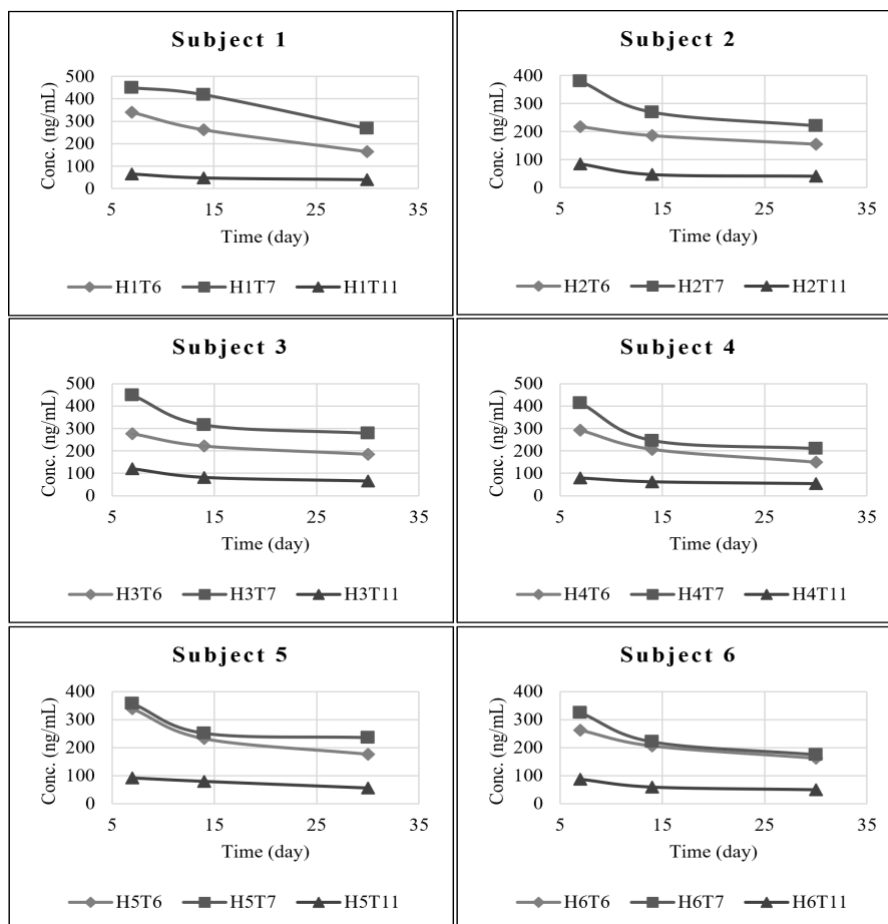 Subject 1
Conc. (ng/mL)
500
400
300
200
100
0
5 15 25 35
Time (day)
H1T6 H1T7 H1T11
Subject 2
Conc. (ng/mL)
400
300
200
100
0
5 15 25 35
Time (day)
H2T6 H2T7 H2T11
Subject 3
Conc. (ng/mL)
500
400
300
200
100
0
5 15 25 35
Time (day)
H3T6 H3T7 H3T11
Subject 4
Conc. (ng/mL)
500
400
300
200
100
0
5 15 25 35
Time (day)
H4T6 H4T7 H4T11
Subject 5
Conc. (ng/mL)
400
300
200
100
0
5 15 25 35
Time (day)
H5T6 H5T7 H5T11
Subject 6
Conc. (ng/mL)
400
300
200
100
0
5 15 25 35
Time (day)
H6T6 H6T7 H6T11